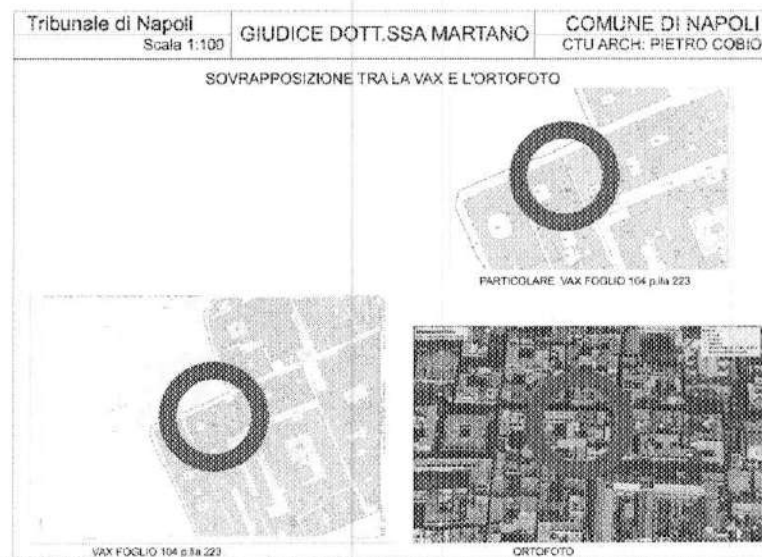 Tribunale di Napoli
Scala 1:100
GIUDICE DOTT.SSA MARTANO
COMUNE DI NAPOLI
CTU ARCH: PIETRO COBIO
SOVRAPPOSIZIONE TRA LA VAX E L'ORTOFOTO
PARTICOLARE VAX FOGLIO 104 p.lla 223
VAX FOGLIO 104 p.lla 223
ORTOFOTO